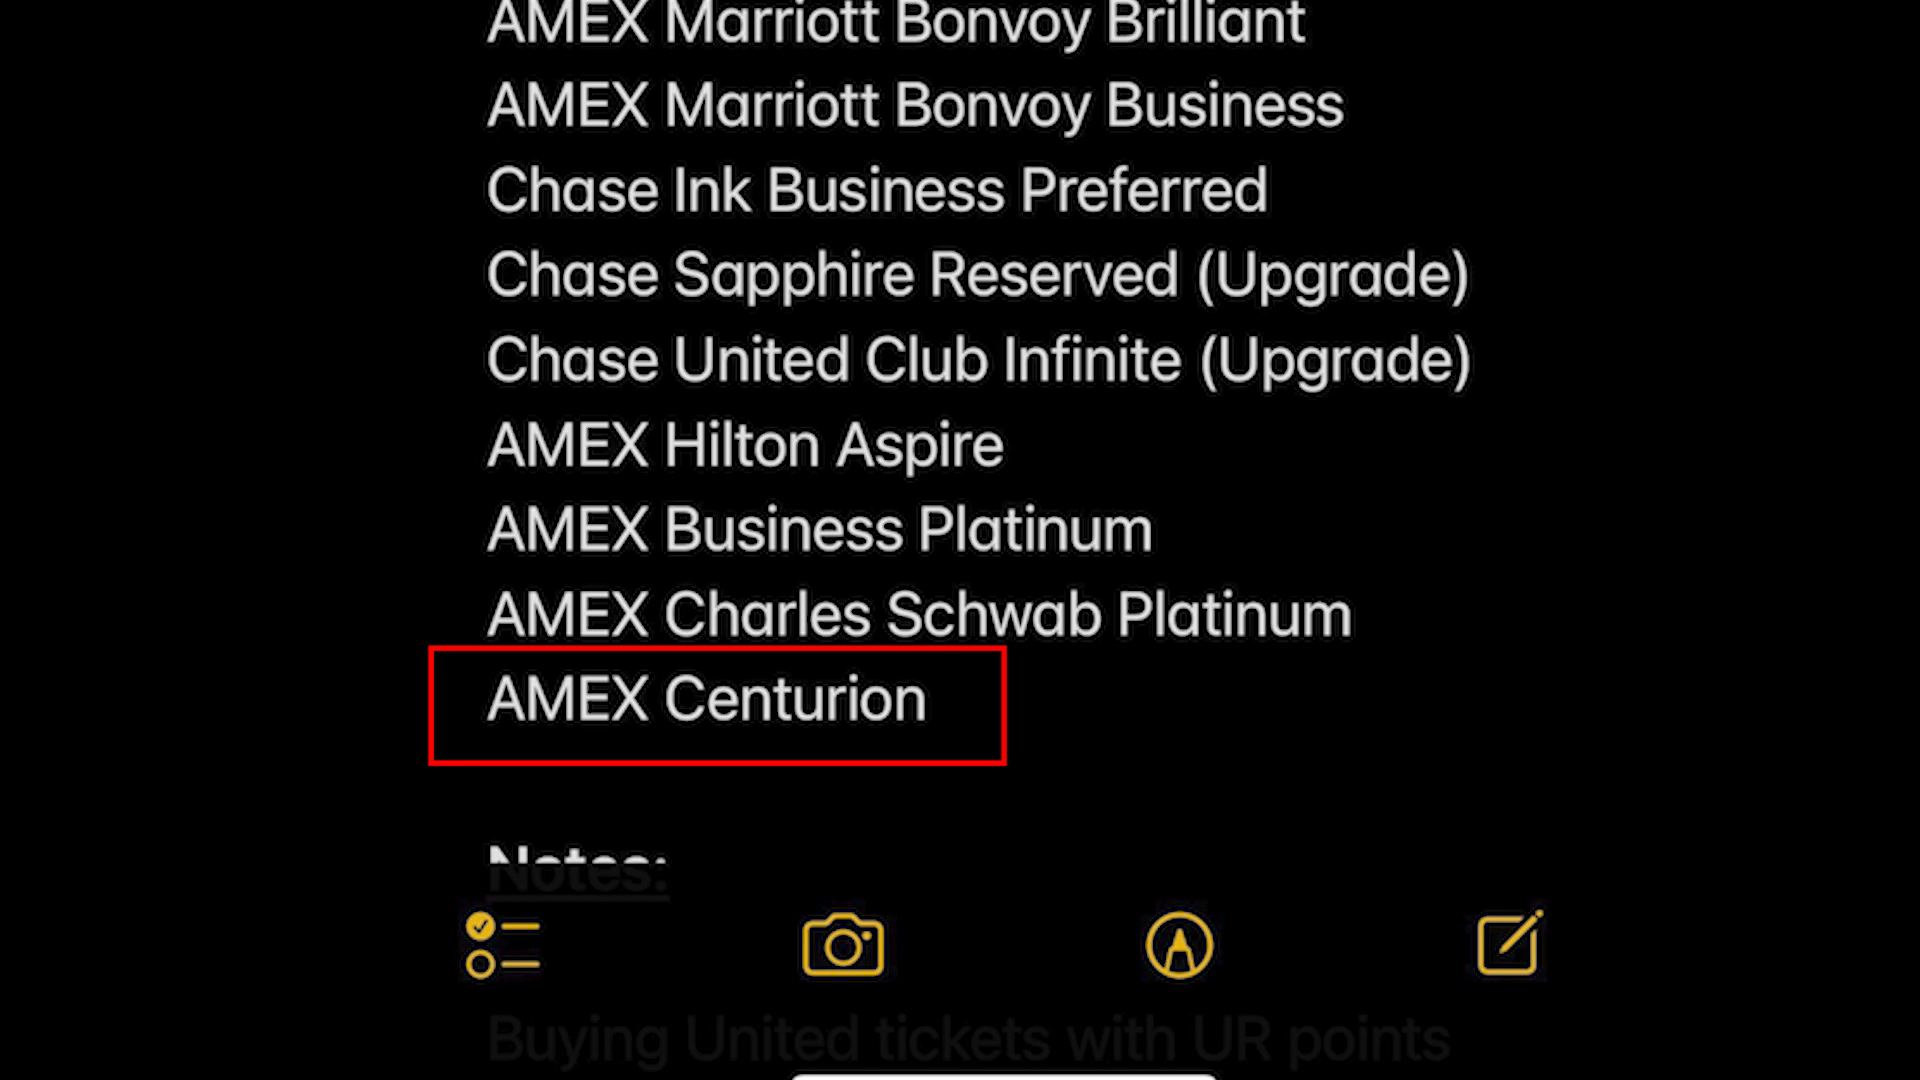 AMEX Marriott Bonvoy Brilliant
AMEX Marriott Bonvoy Business
Chase Ink Business Preferred
Chase Sapphire Reserved (Upgrade)
Chase United Club Infinite (Upgrade)
AMEX Hilton Aspire
AMEX Business Platinum
AMEX Charles Schwab Platinum
AMEX Centurion
Notes:
Buying United tickets with UR points